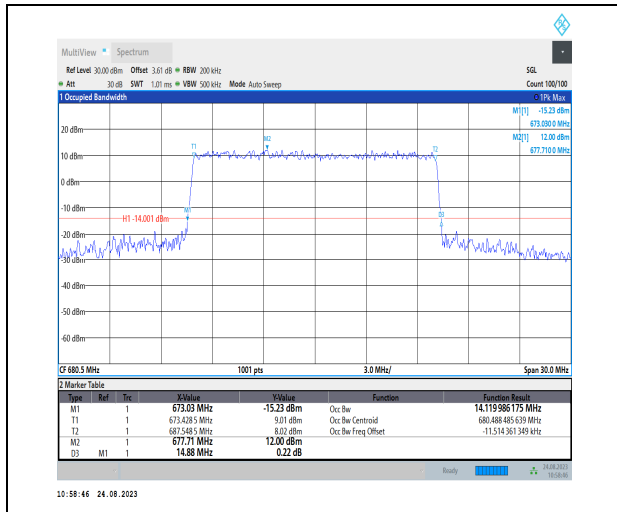 MultiView Spectrum
Ref Level 30.00 dBm Offset 3.61 dB RBW 200 kHz SGL
Att 30 dB SWT 1.01 ms VBW 500 kHz Mode Auto Sweep Count 100/100
1 Occupied Bandwidth 1Pk Max
M1[1] -15.23 dBm
673.030 0 MHz
M2[1] 12.00 dBm
677.710 0 MHz
20 dBm
M2
T1
T2
10 dBm
0 dBm
-10 dBm
M1
D3
H1 -14.001 dBm
-20 dBm
-30 dBm
-40 dBm
-50 dBm
-60 dBm
CF 680.5 MHz 1001 pts 3.0 MHz/ Span 30.0 MHz
2 Marker Table
Type Ref Trc X-Value Y-Value Function Function Result
M1 1 673.03 MHz -15.23 dBm Occ Bw 14.119 986 175 MHz
T1 1 673.428 5 MHz 9.01 dBm Occ Bw Centroid 680.488 485 639 MHz
T2 1 687.548 5 MHz 8.02 dBm Occ Bw Freq Offset -11.514 361 349 kHz
M2 1 677.71 MHz 12.00 dBm
D3 M1 1 14.88 MHz 0.22 dB
Ready 24.08.2023
10:58:46
10:58:46 24.08.2023